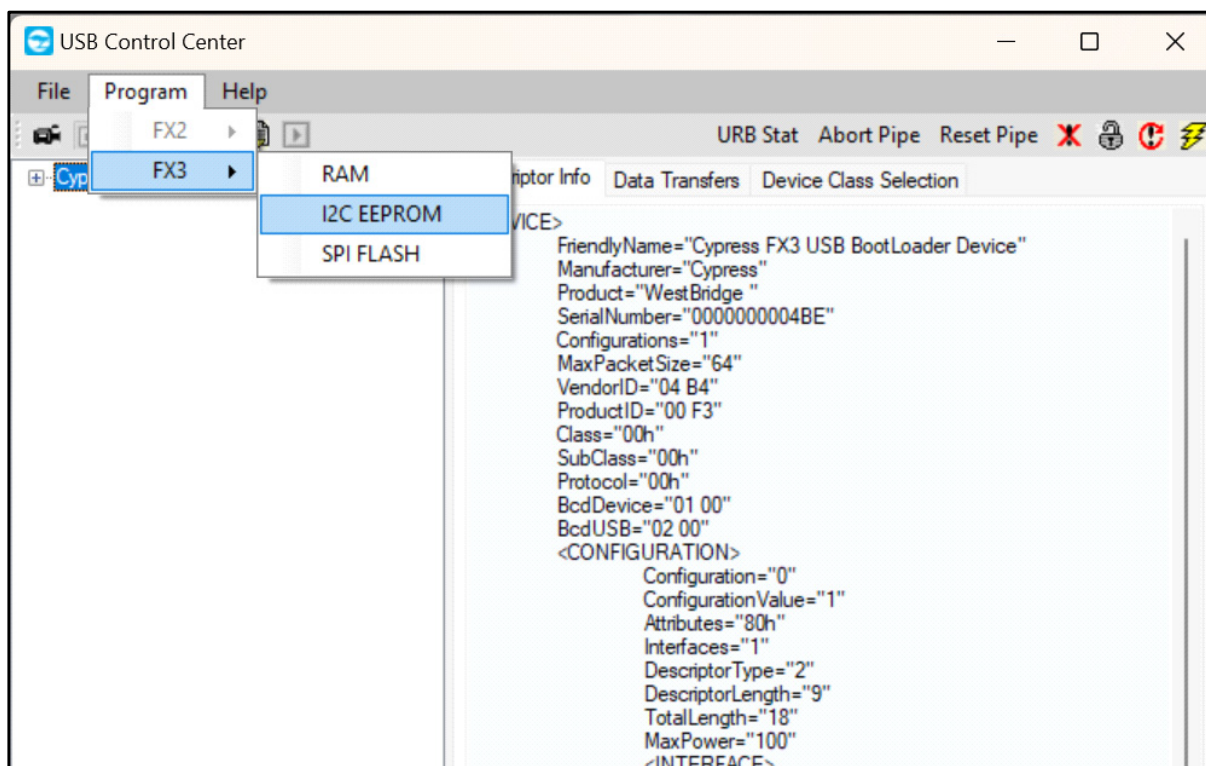 USB Control Center
File Program Help
FX2
FX3
RAM
I2C EEPROM
SPI FLASH
URB Stat Abort Pipe Reset Pipe
Info Data Transfers Device Class Selection
FriendlyName="Cypress FX3 USB BootLoader Device"
Manufacturer="Cypress"
Product="WestBridge "
SerialNumber="0000000004BE"
Configurations="1"
MaxPacketSize="64"
VendorID="04 B4"
ProductID="00 F3"
Class="00h"
SubClass="00h"
Protocol="00h"
BcdDevice="01 00"
BcdUSB="02 00"
<CONFIGURATION>
Configuration="0"
ConfigurationValue="1"
Attributes="80h"
Interfaces="1"
DescriptorType="2"
DescriptorLength="9"
TotalLength="18"
MaxPower="100"
<INTERFACE>